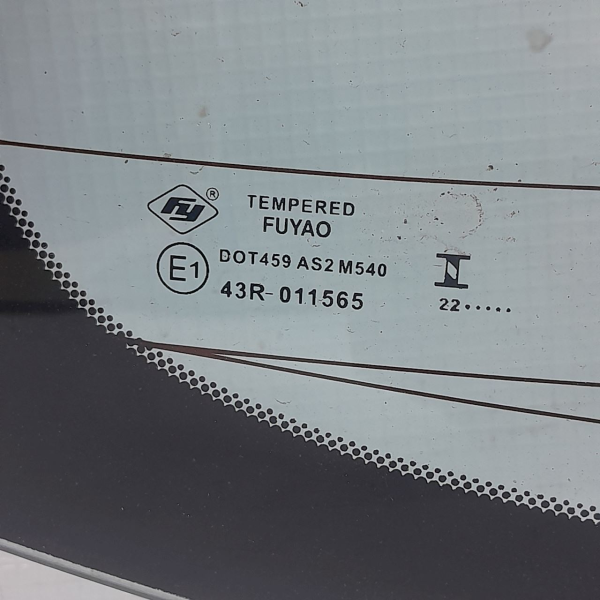 FY ®
TEMPERED
FUYAO
E1
DOT459 AS2 M540
43R-011565
22.....